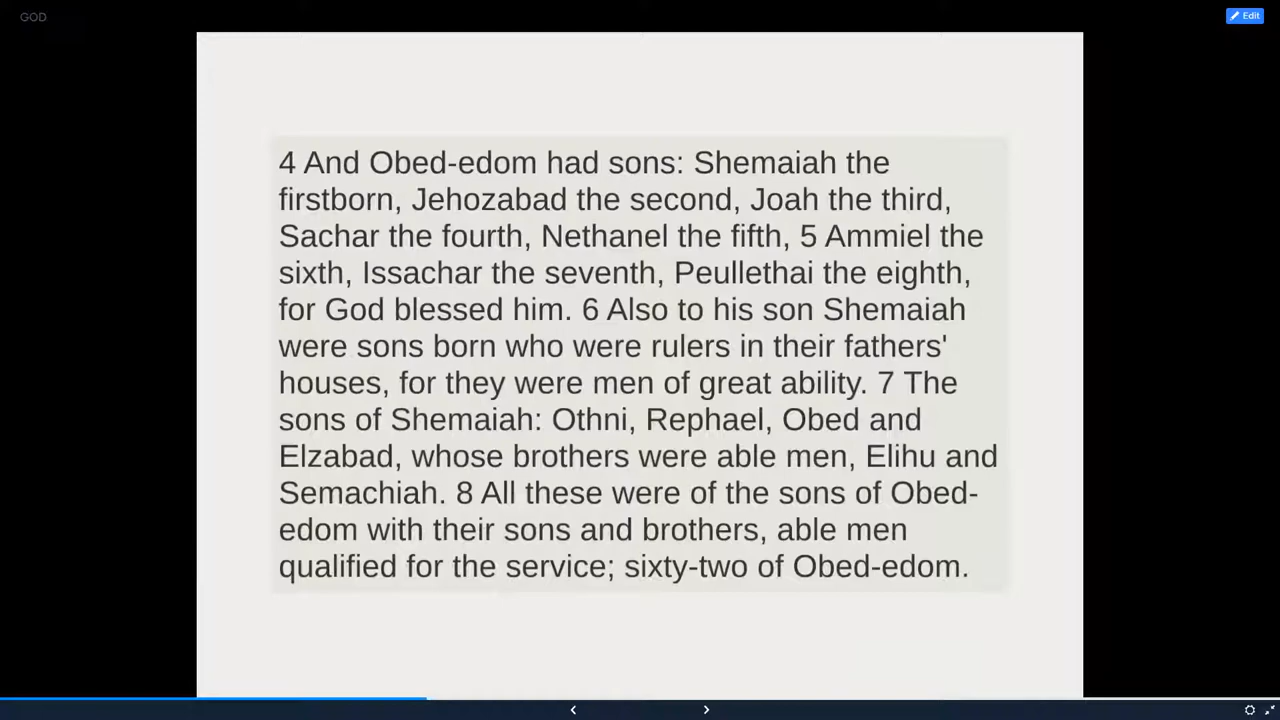 GOD
Edit
4 And Obed-edom had sons: Shemaiah the
firstborn, Jehozabad the second, Joah the third,
Sachar the fourth, Nethanel the fifth, 5 Ammiel the
sixth, Issachar the seventh, Peullethai the eighth,
for God blessed him. 6 Also to his son Shemaiah
were sons born who were rulers in their fathers'
houses, for they were men of great ability. 7 The
sons of Shemaiah: Othni, Rephael, Obed and
Elzabad, whose brothers were able men, Elihu and
Semachiah. 8 All these were of the sons of Obed-
edom with their sons and brothers, able men
qualified for the service; sixty-two of Obed-edom.